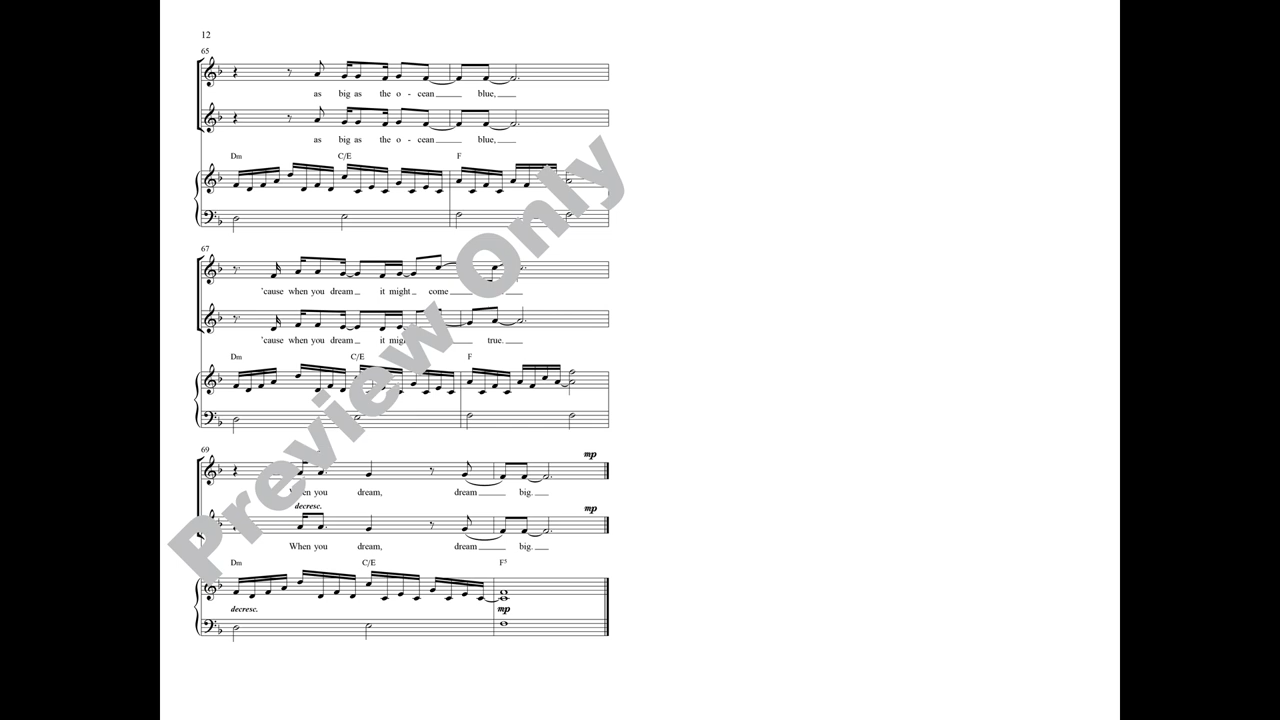 12
65
as big as the o - cean blue,
as big as the o - cean blue,
Dm C/E F
67
'cause when you dream it might come
'cause when you dream it true.
Dm C/E F
69
mp
you dream, dream big.
decresc. mp
When you dream, dream big.
Dm C/E F5
decresc. mp
Preview Only